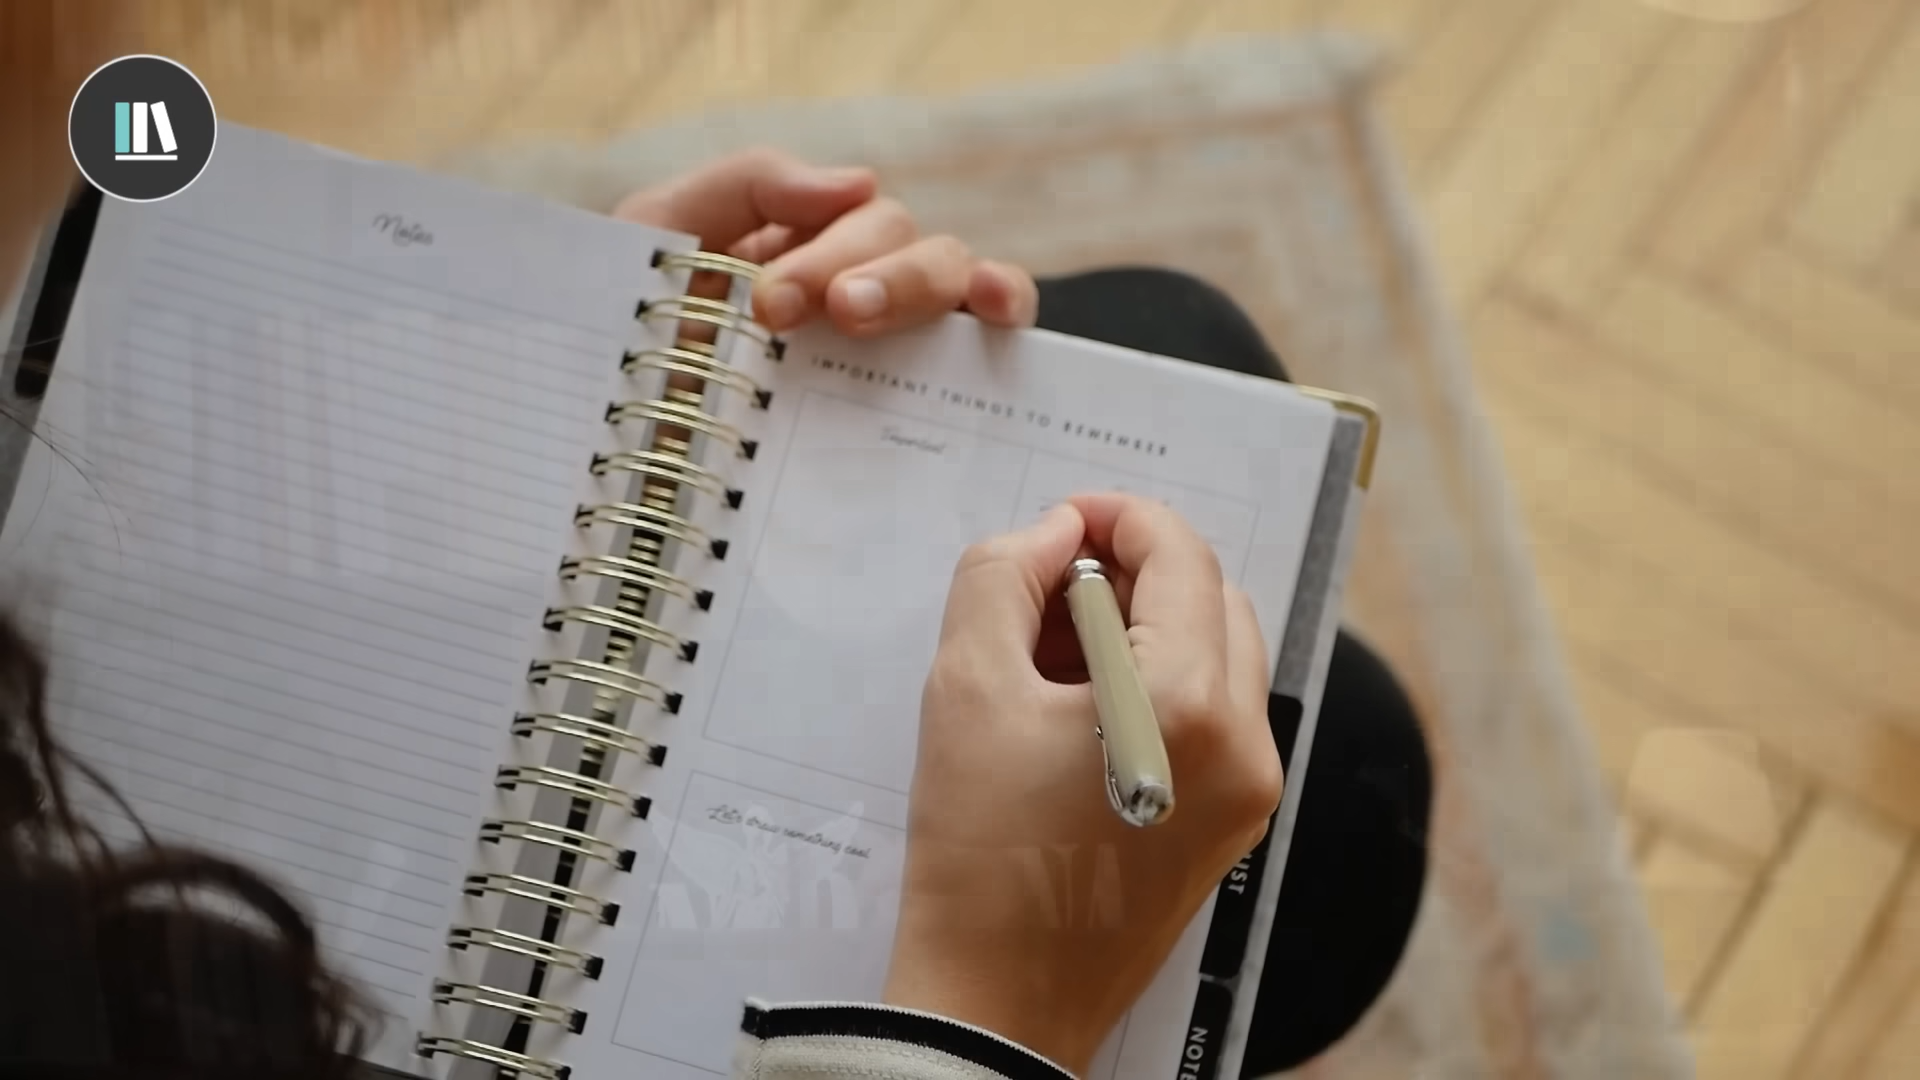 Notes
IMPORTANT THINGS TO REMEMBER
Important
Let's draw something cool
LIST
NOTE